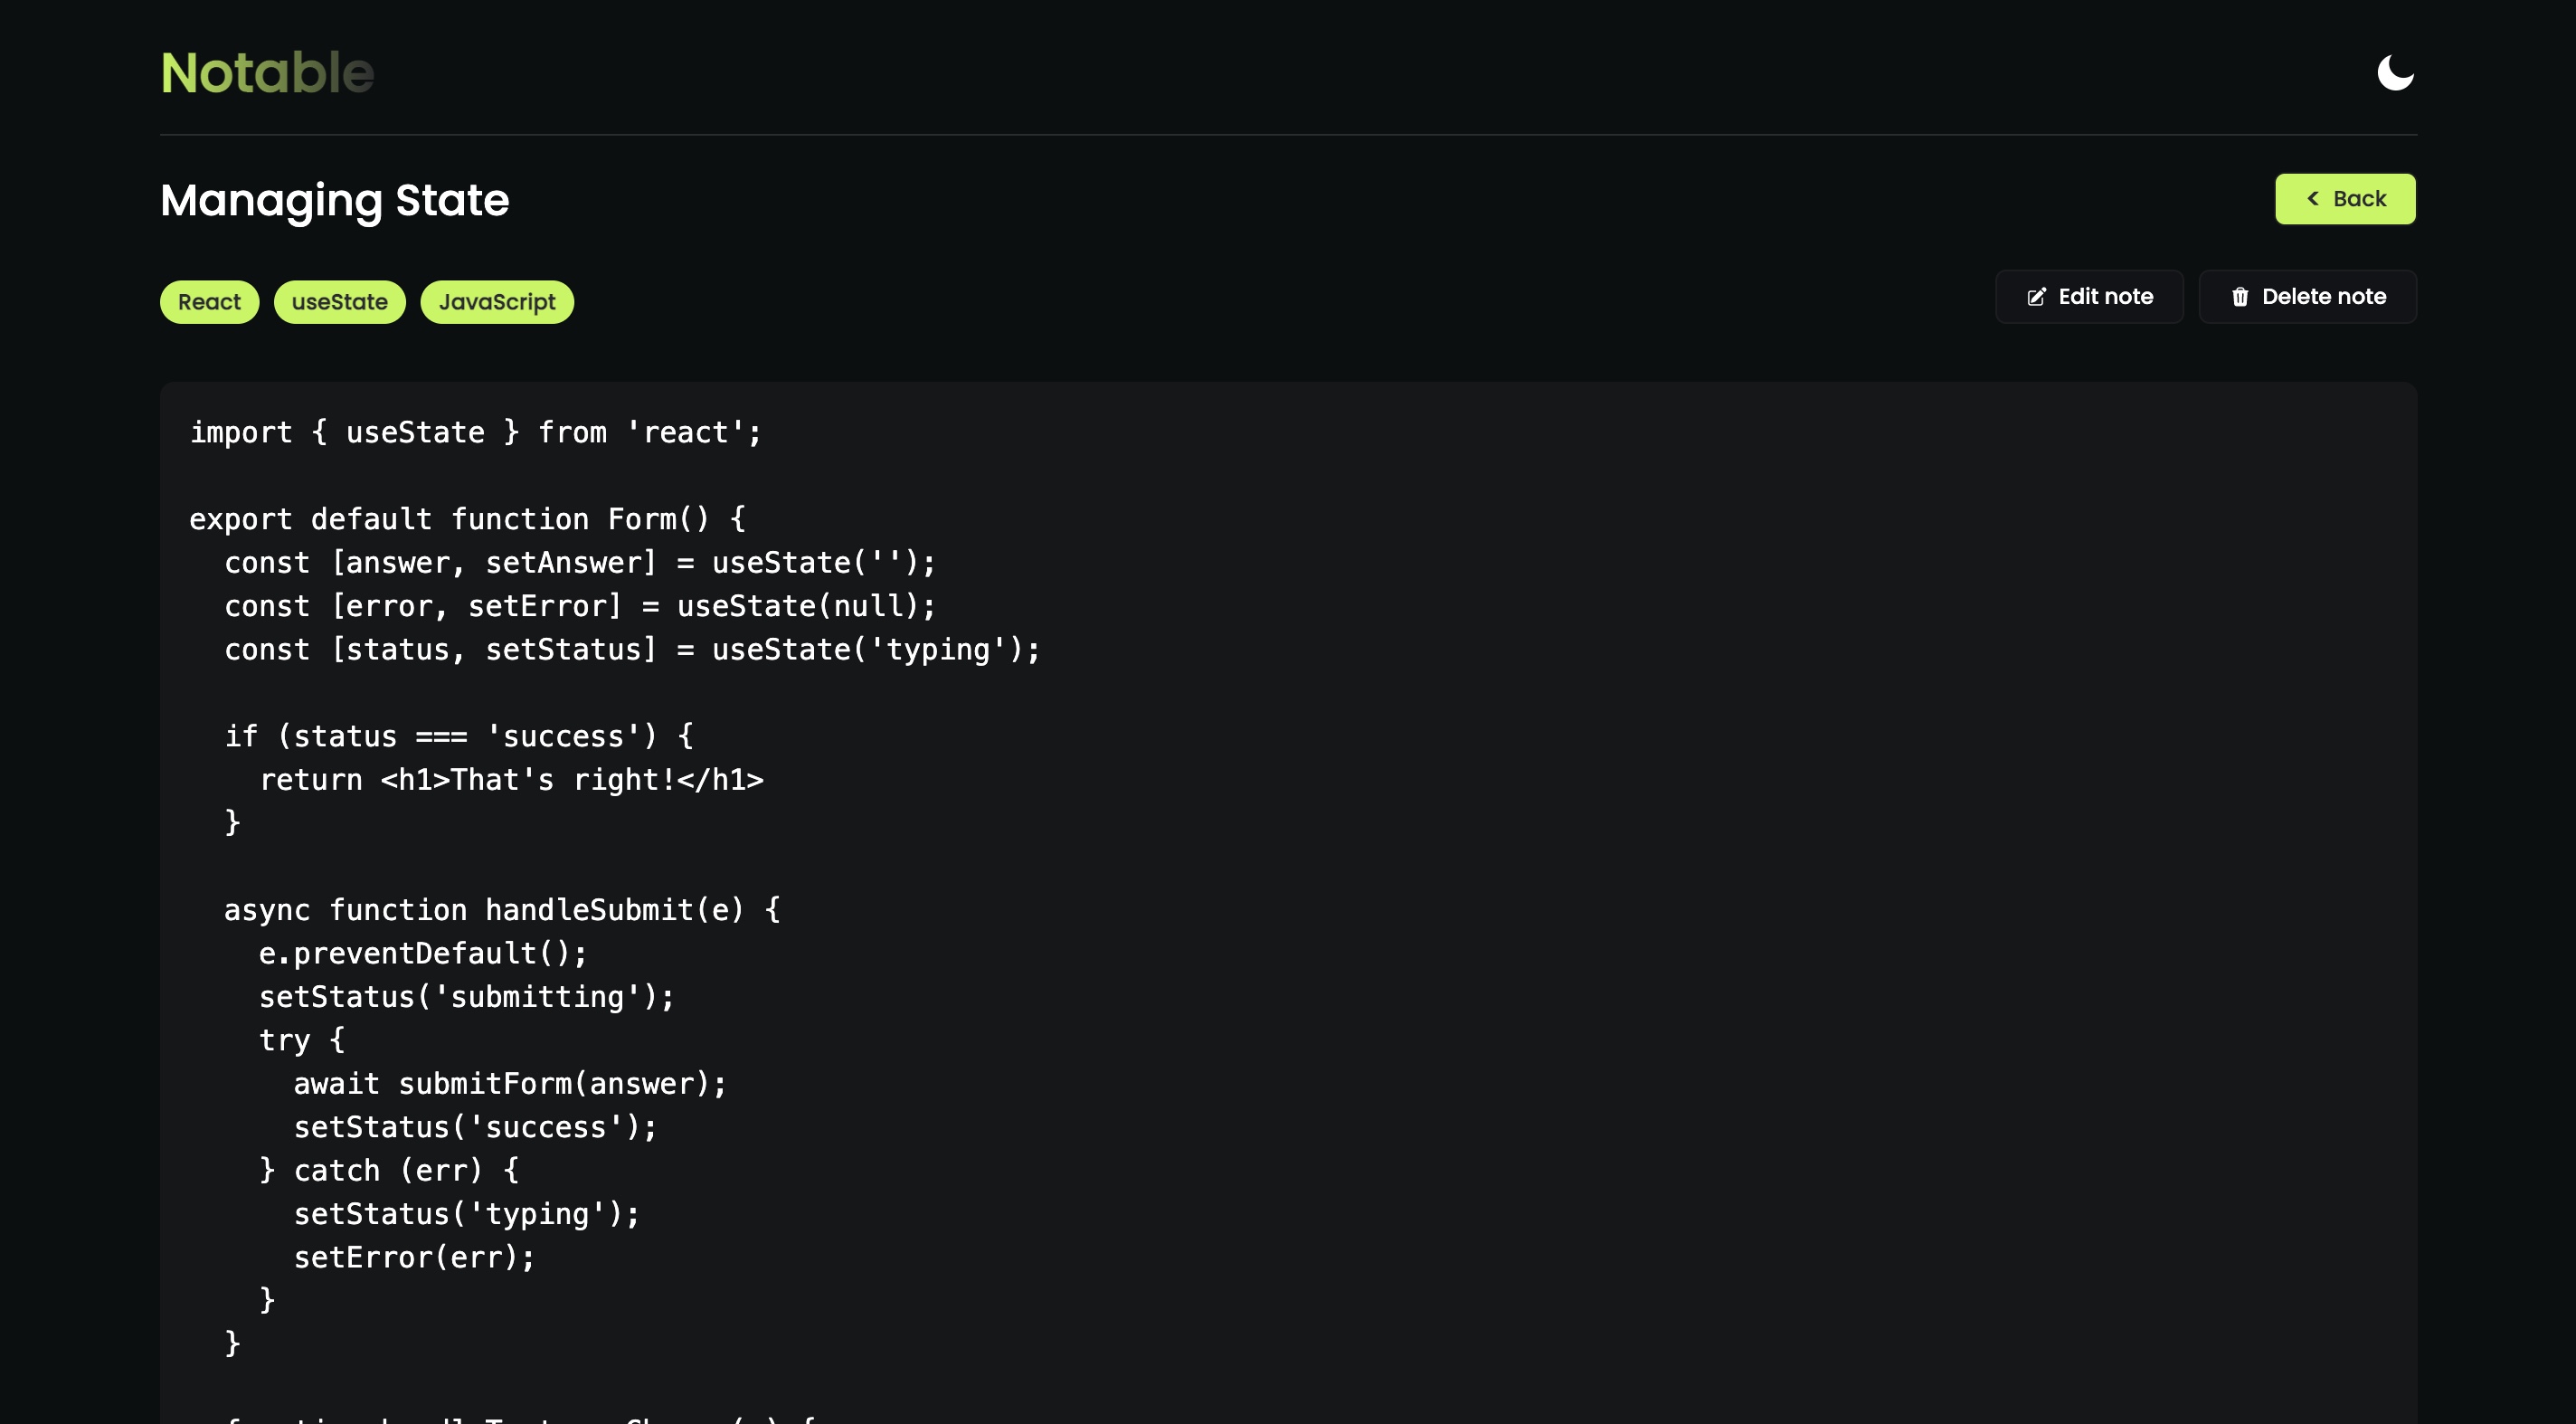 Notable
Managing State
Back
React useState JavaScript
Edit note Delete note
import { useState } from 'react';
export default function Form() {
  const [answer, setAnswer] = useState('');
  const [error, setError] = useState(null);
  const [status, setStatus] = useState('typing');
  if (status === 'success') {
    return <h1>That's right!</h1>
  }
  async function handleSubmit(e) {
    e.preventDefault();
    setStatus('submitting');
    try {
      await submitForm(answer);
      setStatus('success');
    } catch (err) {
      setStatus('typing');
      setError(err);
    }
  }